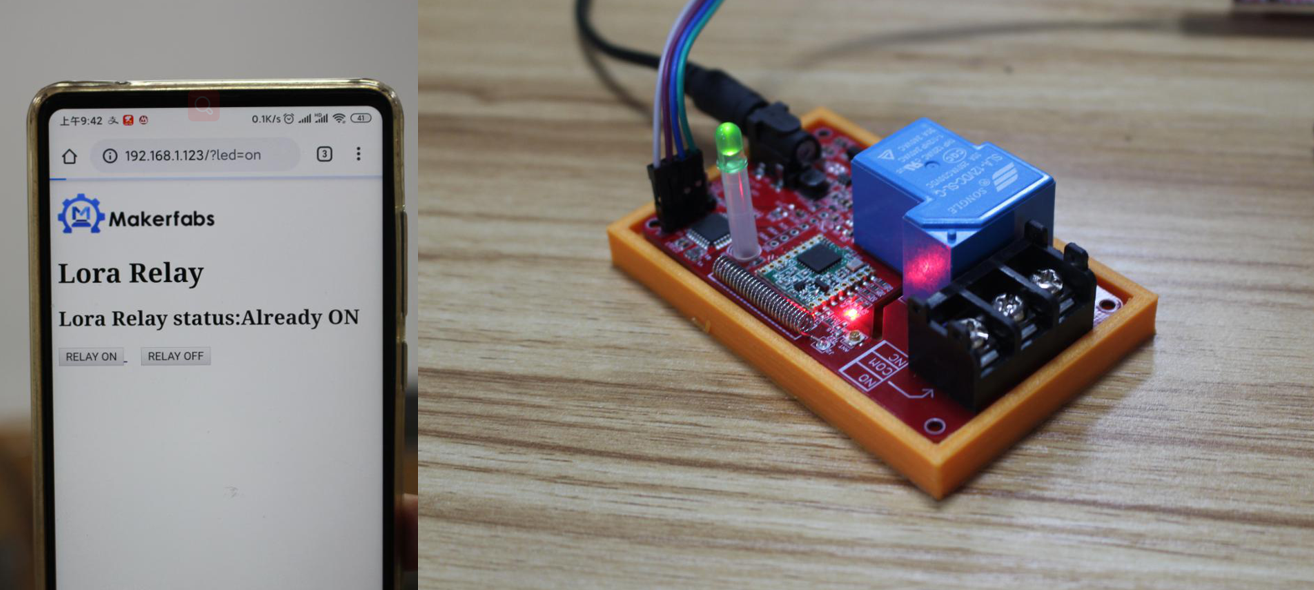 上午9:42
0.1K/s
41
192.168.1.123/?led=on
3
Makerfabs
Lora Relay
Lora Relay status:Already ON
RELAY ON
RELAY OFF
SONGLE
SLA-12VDC-SL-C
NC
COM
NO